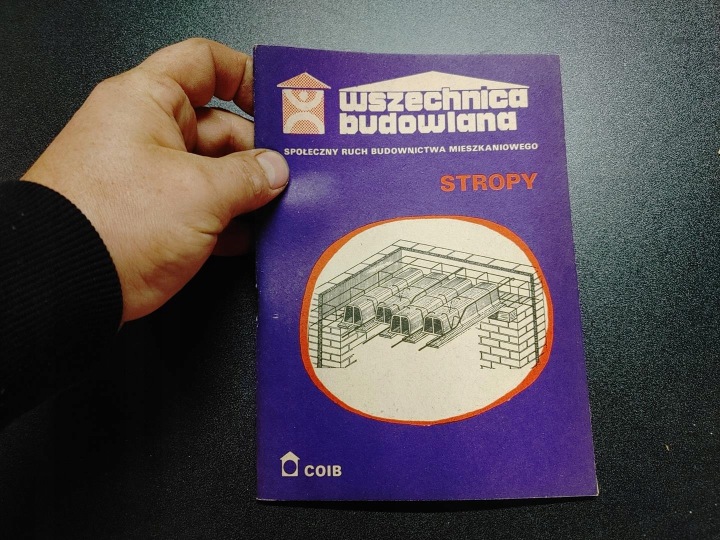 wszechnica
budowlana
SPOŁECZNY RUCH BUDOWNICTWA MIESZKANIOWEGO
STROPY
COIB